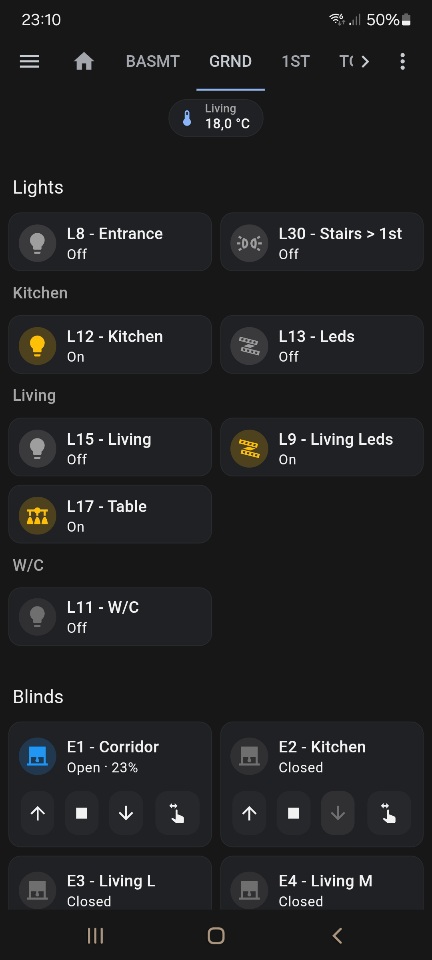 23:10
50%
BASMT GRND 1ST
Living
18,0 °C
Lights
L8 - Entrance
Off
L30 - Stairs > 1st
Off
Kitchen
L12 - Kitchen
On
L13 - Leds
Off
Living
L15 - Living
Off
L9 - Living Leds
On
L17 - Table
On
W/C
L11 - W/C
Off
Blinds
E1 - Corridor
Open · 23%
E2 - Kitchen
Closed
E3 - Living L
Closed
E4 - Living M
Closed